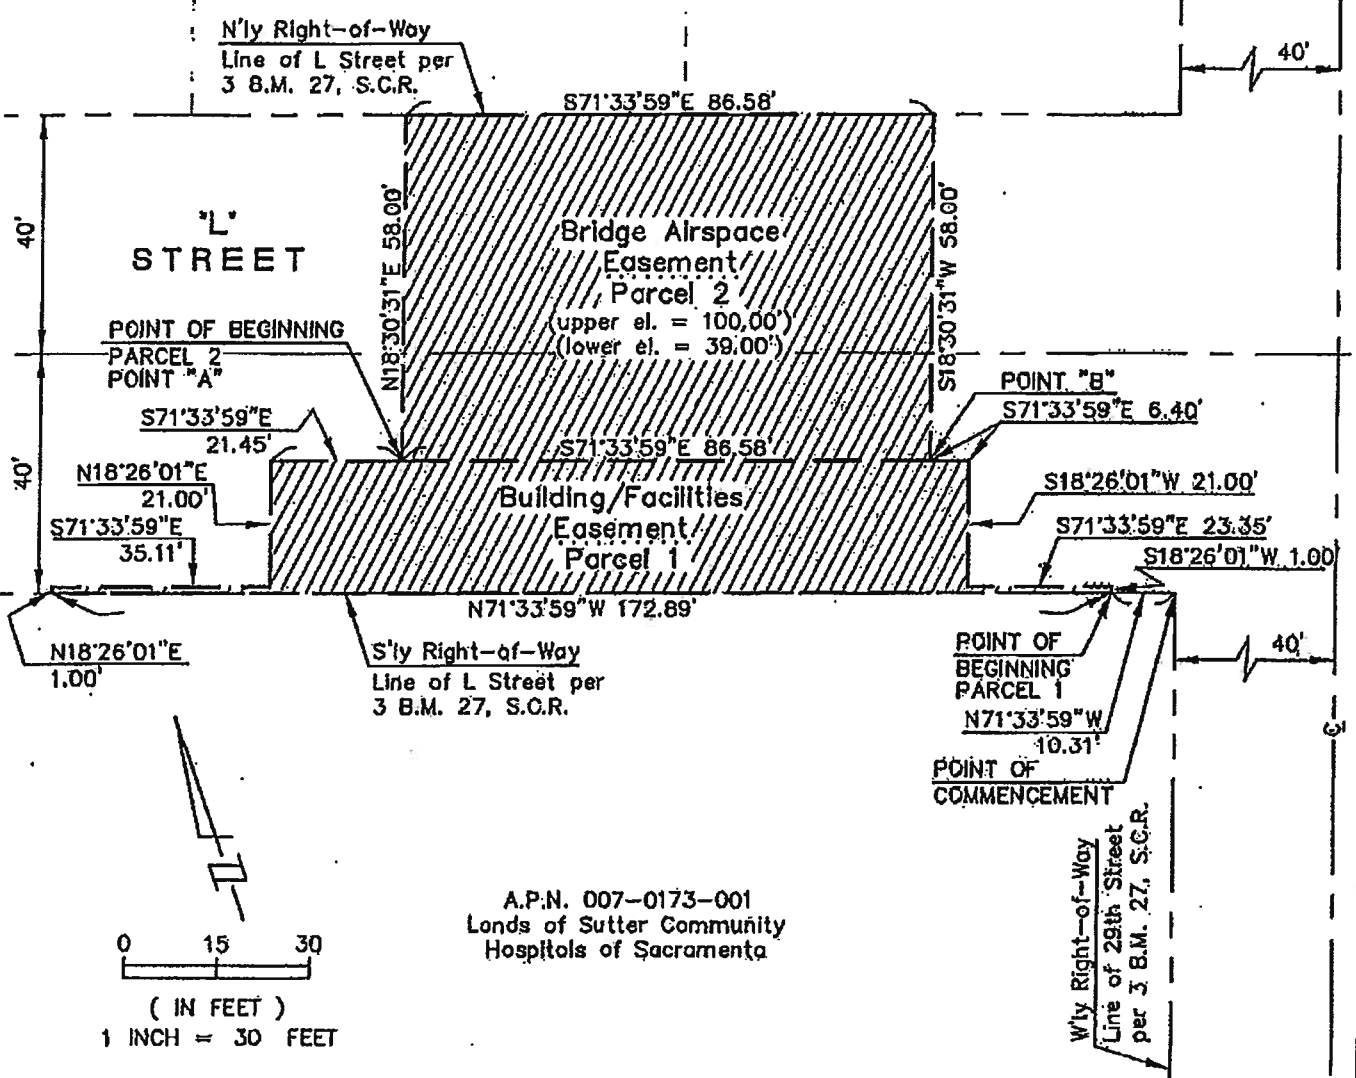 N'ly Right-of-Way
Line of L Street per
3 B.M. 27, S.C.R.
40'
S71°33'59"E 86.58'
40'
"L"
STREET
N18°30'31"E 58.00'
Bridge Airspace
Easement
Parcel 2
(upper el. = 100.00')
(lower el. = 39.00')
S18°30'31"W 58.00'
POINT OF BEGINNING
PARCEL 2
POINT "A"
POINT "B"
S71°33'59"E 6.40'
S71°33'59"E
21.45'
S71°33'59"E 86.58'
40'
N18°26'01"E
21.00'
S71°33'59"E
35.11'
Building/Facilities
Easement
Parcel 1
S18°26'01"W 21.00'
S71°33'59"E 23.35'
S18°26'01"W 1.00'
N71°33'59"W 172.89'
N18°26'01"E
1.00'
S'ly Right-of-Way
Line of L Street per
3 B.M. 27, S.C.R.
POINT OF
BEGINNING
PARCEL 1
40'
N71°33'59"W
10.31'
POINT OF
COMMENCEMENT
℄
W'ly Right-of-Way
Line of 29th Street
per 3 B.M. 27, S.C.R.
A.P.N. 007-0173-001
Lands of Sutter Community
Hospitals of Sacramento
0 15 30
( IN FEET )
1 INCH = 30 FEET